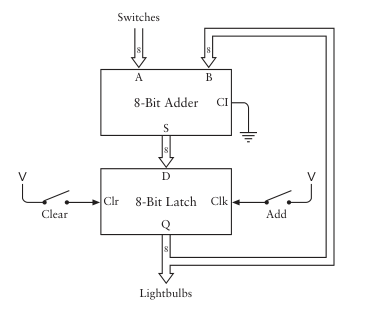 Switches
8
8
A
B
8-Bit Adder
CI
S
8
D
V
V
Clr
8-Bit Latch
Clk
Clear
Add
Q
8
Lightbulbs